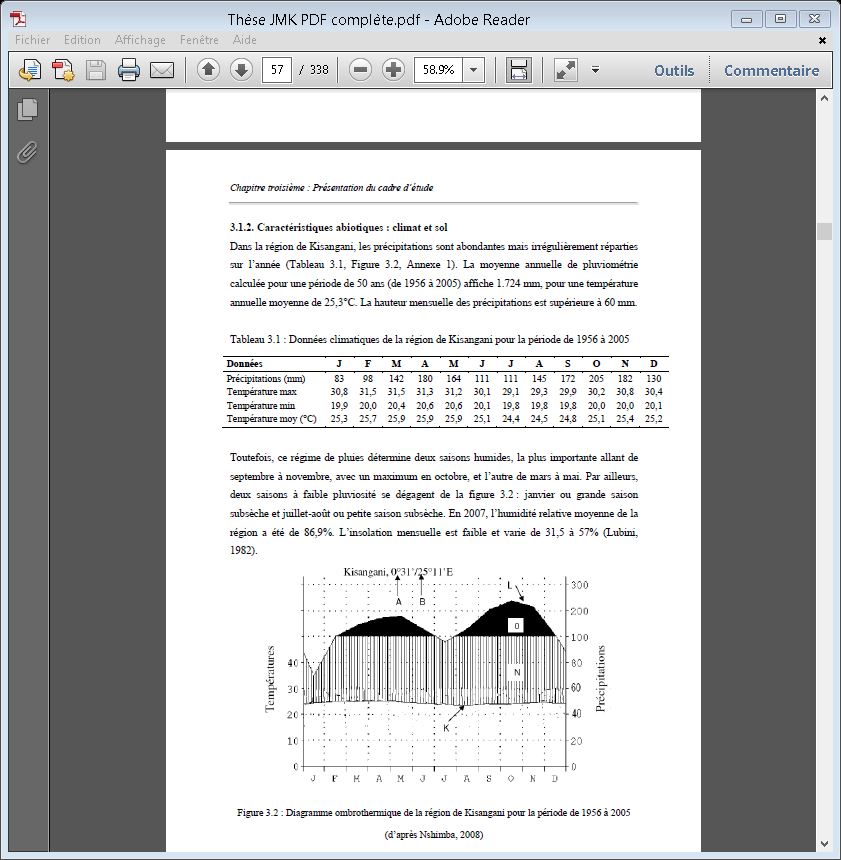 Thèse JMK PDF complète.pdf - Adobe Reader
Fichier Edition Affichage Fenêtre Aide
57 / 338 58.9% Outils Commentaire
Chapitre troisième : Présentation du cadre d'étude
3.1.2. Caractéristiques abiotiques : climat et sol
Dans la région de Kisangani, les précipitations sont abondantes mais irrégulièrement réparties
sur l'année (Tableau 3.1, Figure 3.2, Annexe 1). La moyenne annuelle de pluviométrie
calculée pour une période de 50 ans (de 1956 à 2005) affiche 1.724 mm, pour une température
annuelle moyenne de 25,3°C. La hauteur mensuelle des précipitations est supérieure à 60 mm.
Tableau 3.1 : Données climatiques de la région de Kisangani pour la période de 1956 à 2005
Données J F M A M J J A S O N D
Précipitations (mm) 83 98 142 180 164 111 111 145 172 205 182 130
Température max 30,8 31,5 31,5 31,3 31,2 30,1 29,1 29,3 29,9 30,2 30,8 30,4
Température min 19,9 20,0 20,4 20,6 20,6 20,1 19,8 19,8 19,8 20,0 20,0 20,1
Température moy (°C) 25,3 25,7 25,9 25,9 25,9 25,1 24,4 24,5 24,8 25,1 25,4 25,2
Toutefois, ce régime de pluies détermine deux saisons humides, la plus importante allant de
septembre à novembre, avec un maximum en octobre, et l'autre de mars à mai. Par ailleurs,
deux saisons à faible pluviosité se dégagent de la figure 3.2 : janvier ou grande saison
subsèche et juillet-août ou petite saison subsèche. En 2007, l'humidité relative moyenne de la
région a été de 86,9%. L'insolation mensuelle est faible et varie de 31,5 à 57% (Lubini,
1982).
Kisangani, 0°31'/25°11'E
L
300
A B
200
0
100
40 80
N
30 60
20 40
K
10 20
0 0
Températures
Précipitations
J F M A M J J A S O N D
Figure 3.2 : Diagramme ombrothermique de la région de Kisangani pour la période de 1956 à 2005
(d'après Nshimba, 2008)